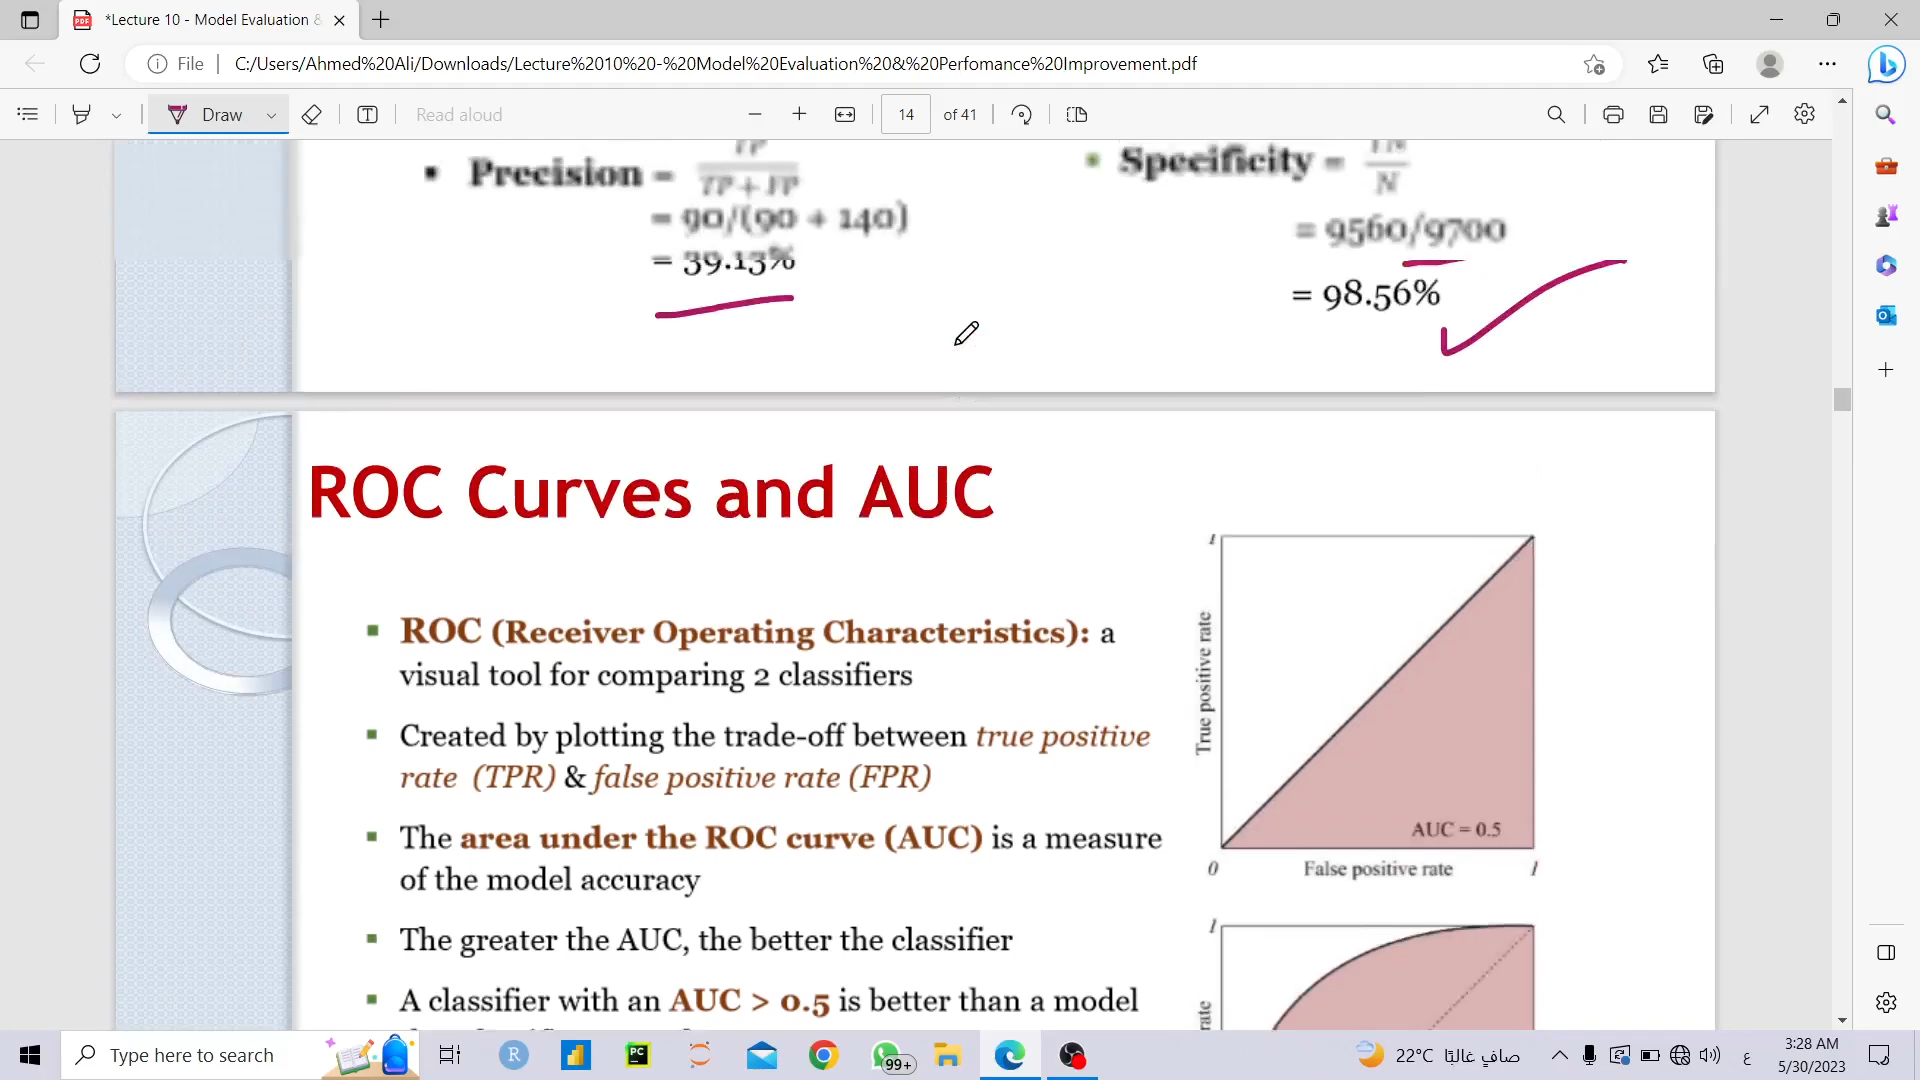 *Lecture 10 - Model Evaluation &
File
C:/Users/Ahmed%20Ali/Downloads/Lecture%2010%20-%20Model%20Evaluation%20&%20Perfomance%20Improvement.pdf
Draw
Read aloud
14 of 41
▪ Precision = TP / TP + FP
= 90/(90 + 140)
= 39.13%
▪ Specificity = TN / N
= 9560/9700
= 98.56%
ROC Curves and AUC
▪ ROC (Receiver Operating Characteristics): a
visual tool for comparing 2 classifiers
▪ Created by plotting the trade-off between true positive
rate (TPR) & false positive rate (FPR)
▪ The area under the ROC curve (AUC) is a measure
of the model accuracy
▪ The greater the AUC, the better the classifier
▪ A classifier with an AUC > 0.5 is better than a model
1
True positive rate
AUC = 0.5
0 False positive rate 1
1
rate
Type here to search
99+
22°C صافٍ غالبًا
ع
3:28 AM
5/30/2023